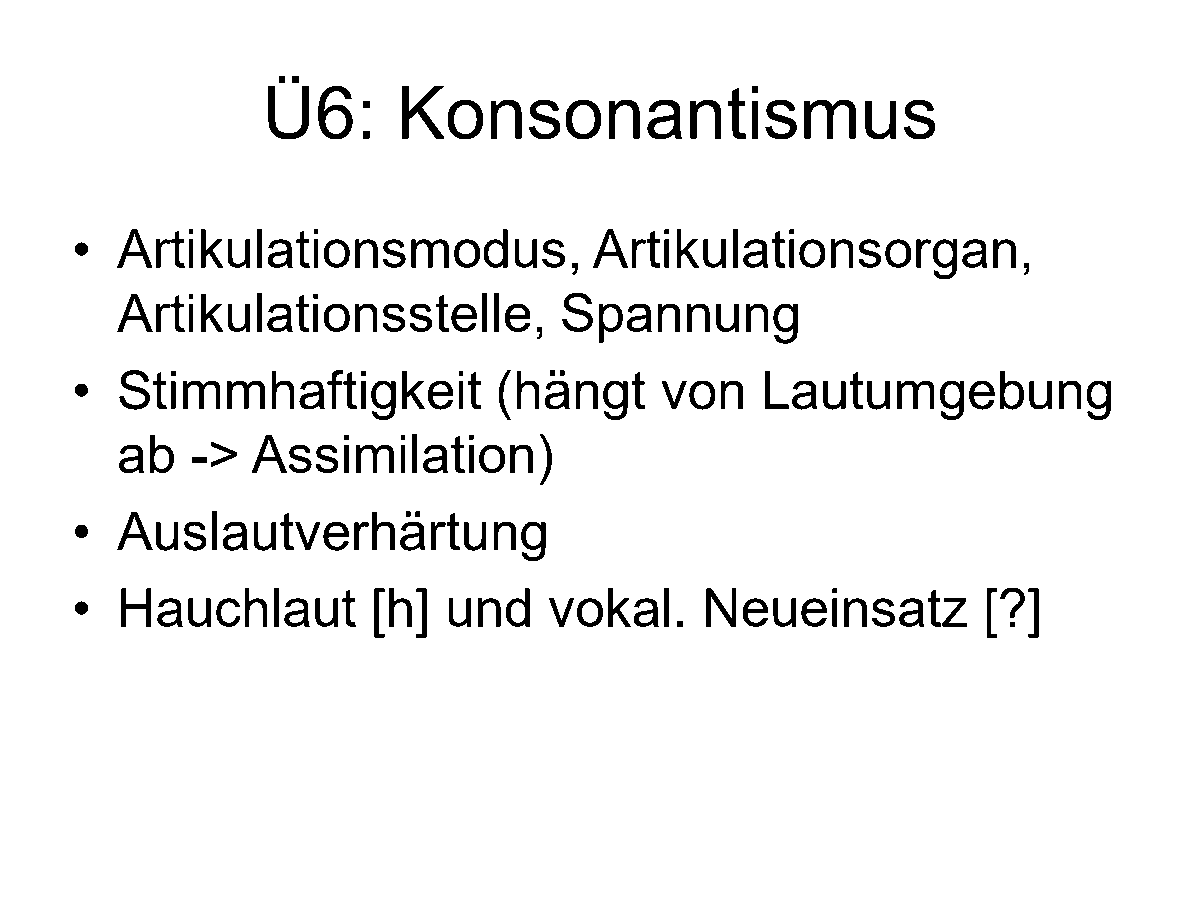 Ü6: Konsonantismus
• Artikulationsmodus, Artikulationsorgan,
Artikulationsstelle, Spannung
• Stimmhaftigkeit (hängt von Lautumgebung
ab -> Assimilation)
• Auslautverhärtung
• Hauchlaut [h] und vokal. Neueinsatz [?]